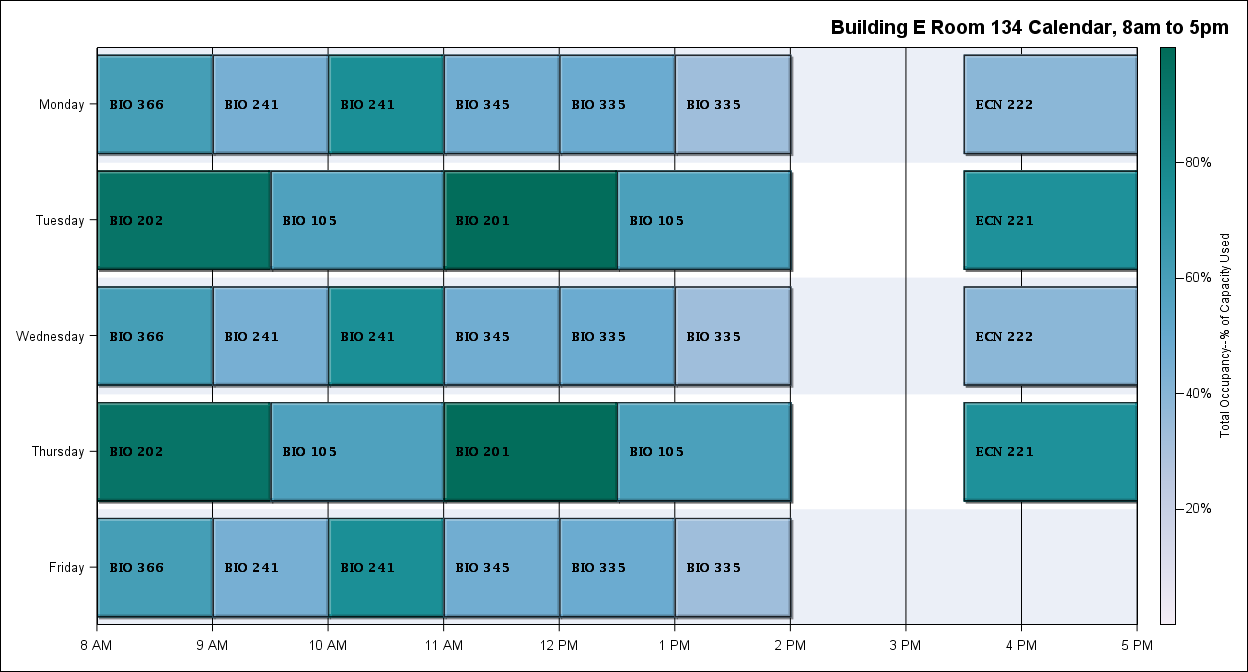 Building E Room 134 Calendar, 8am to 5pm
Monday
BIO 366
BIO 241
BIO 241
BIO 345
BIO 335
BIO 335
ECN 222
Tuesday
BIO 202
BIO 105
BIO 201
BIO 105
ECN 221
Wednesday
BIO 366
BIO 241
BIO 241
BIO 345
BIO 335
BIO 335
ECN 222
Thursday
BIO 202
BIO 105
BIO 201
BIO 105
ECN 221
Friday
BIO 366
BIO 241
BIO 241
BIO 345
BIO 335
BIO 335
8 AM
9 AM
10 AM
11 AM
12 PM
1 PM
2 PM
3 PM
4 PM
5 PM
80%
60%
40%
20%
Total Occupancy--% of Capacity Used